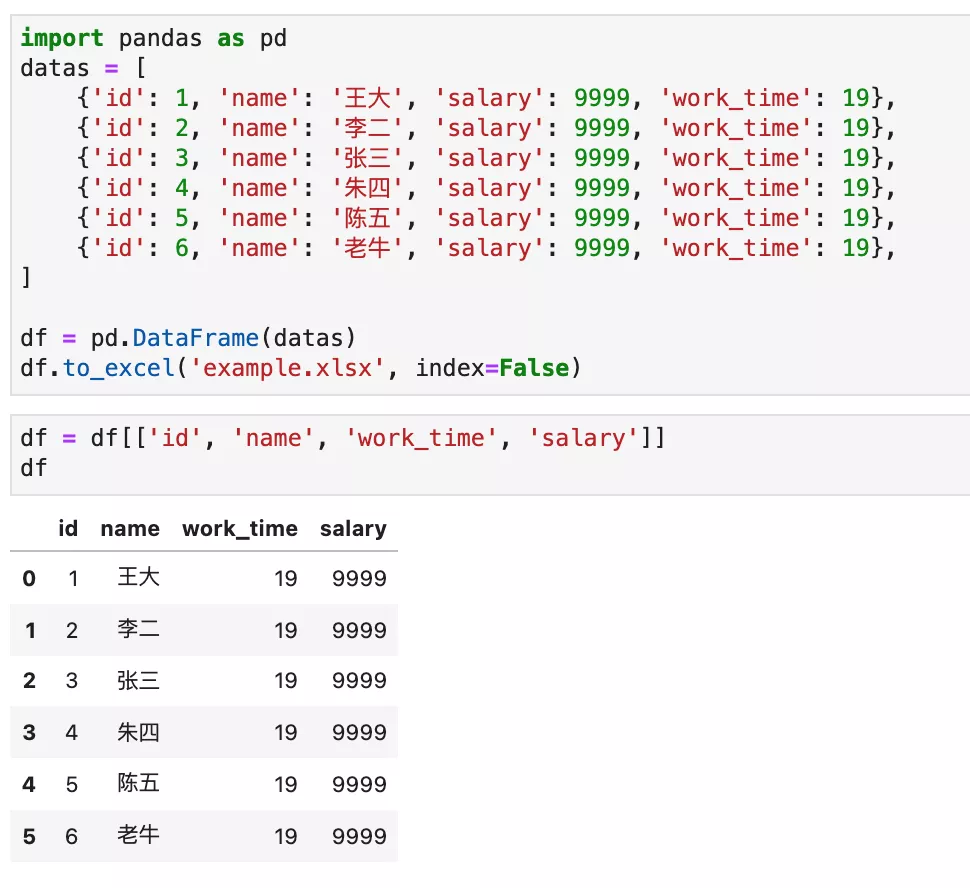 import pandas as pd
datas = [
    {'id': 1, 'name': '王大', 'salary': 9999, 'work_time': 19},
    {'id': 2, 'name': '李二', 'salary': 9999, 'work_time': 19},
    {'id': 3, 'name': '张三', 'salary': 9999, 'work_time': 19},
    {'id': 4, 'name': '朱四', 'salary': 9999, 'work_time': 19},
    {'id': 5, 'name': '陈五', 'salary': 9999, 'work_time': 19},
    {'id': 6, 'name': '老牛', 'salary': 9999, 'work_time': 19},
]
df = pd.DataFrame(datas)
df.to_excel('example.xlsx', index=False)
df = df[['id', 'name', 'work_time', 'salary']]
df
id name work_time salary
0 1 王大 19 9999
1 2 李二 19 9999
2 3 张三 19 9999
3 4 朱四 19 9999
4 5 陈五 19 9999
5 6 老牛 19 9999